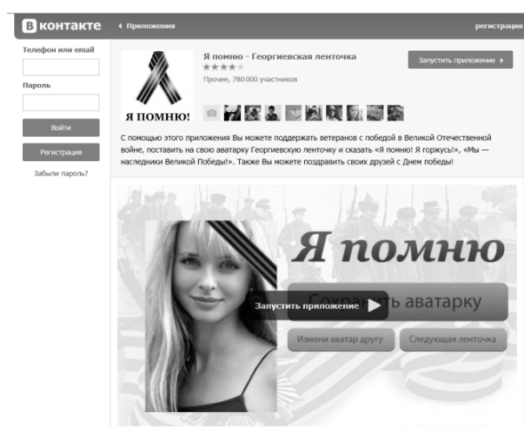 В контакте
Приложения
регистрация
Телефон или email
Пароль
Войти
Регистрация
Забыли пароль?
Я ПОМНЮ!
Я помню - Георгиевская ленточка
Прочее, 780 000 участников
Запустить приложение
С помощью этого приложения Вы можете поддержать ветеранов с победой в Великой Отечественной
войне, поставить на свою аватарку Георгиевскую ленточку и сказать «Я помню! Я горжусь!», «Мы —
наследники Великой Победы!». Также Вы можете поздравить своих друзей с Днем победы!
Я помню
Сохранить аватарку
Запустить приложение
Измени аватар другу
Следующая ленточка